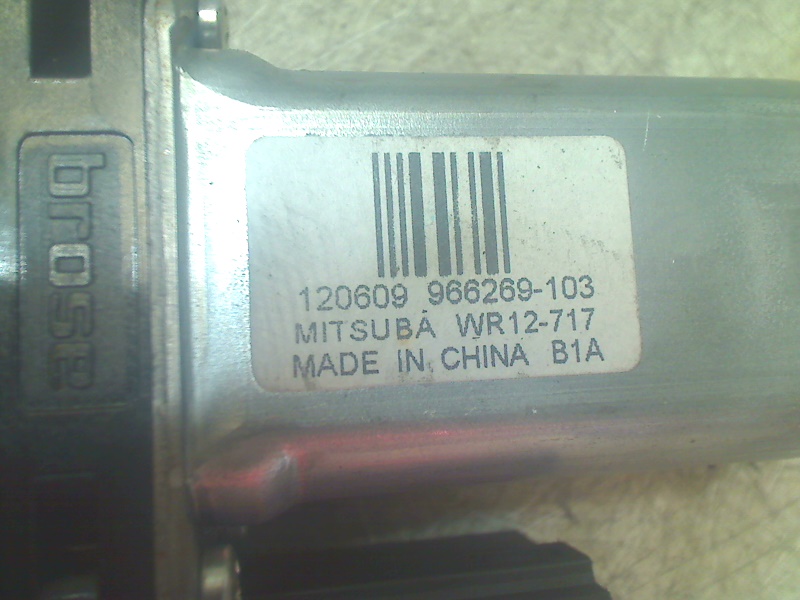 brose
120609 966269-103
MITSUBA WR12-717
MADE IN CHINA B1A